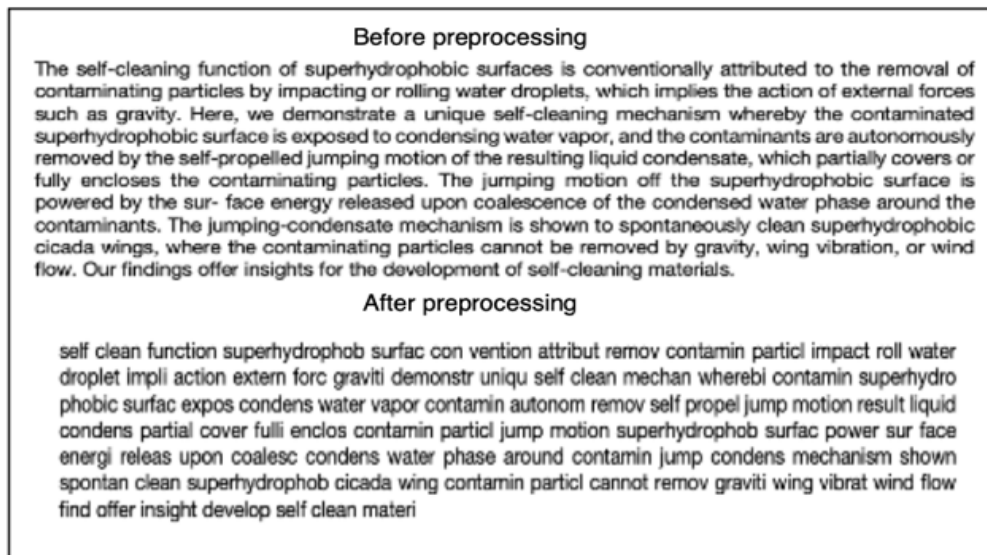 Before preprocessing
The self-cleaning function of superhydrophobic surfaces is conventionally attributed to the removal of
contaminating particles by impacting or rolling water droplets, which implies the action of external forces
such as gravity. Here, we demonstrate a unique self-cleaning mechanism whereby the contaminated
superhydrophobic surface is exposed to condensing water vapor, and the contaminants are autonomously
removed by the self-propelled jumping motion of the resulting liquid condensate, which partially covers or
fully encloses the contaminating particles. The jumping motion off the superhydrophobic surface is
powered by the sur- face energy released upon coalescence of the condensed water phase around the
contaminants. The jumping-condensate mechanism is shown to spontaneously clean superhydrophobic
cicada wings, where the contaminating particles cannot be removed by gravity, wing vibration, or wind
flow. Our findings offer insights for the development of self-cleaning materials.
After preprocessing
self clean function superhydrophob surfac con vention attribut remov contamin particl impact roll water
droplet impli action extern forc graviti demonstr uniqu self clean mechan wherebi contamin superhydro
phobic surfac expos condens water vapor contamin autonom remov self propel jump motion result liquid
condens partial cover fulli enclos contamin particl jump motion superhydrophob surfac power sur face
energi releas upon coalesc condens water phase around contamin jump condens mechanism shown
spontan clean superhydrophob cicada wing contamin particl cannot remov graviti wing vibrat wind flow
find offer insight develop self clean materi